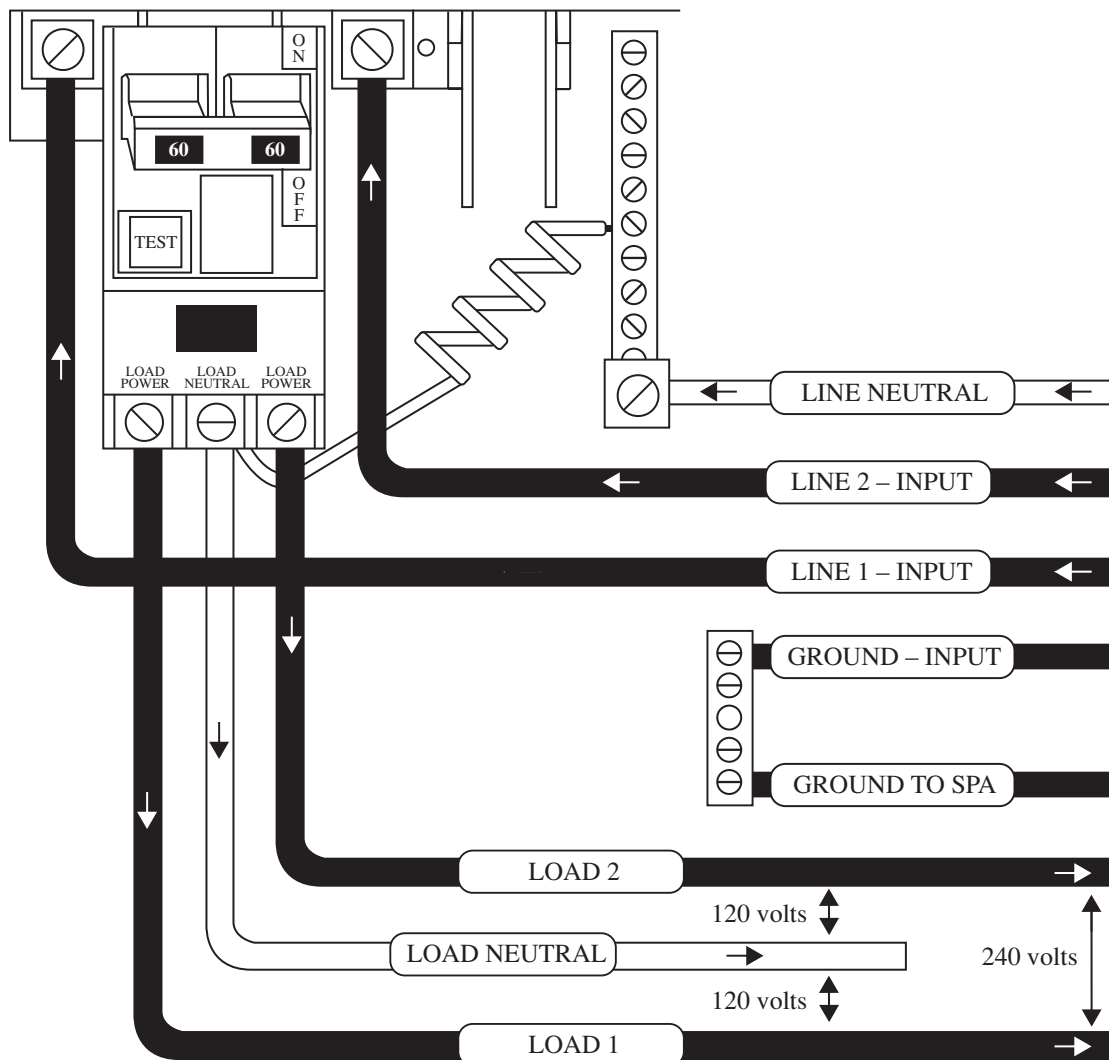 ON
60 60
OFF
TEST
LOAD POWER
LOAD NEUTRAL
LOAD POWER
LINE NEUTRAL
LINE 2 – INPUT
LINE 1 – INPUT
GROUND – INPUT
GROUND TO SPA
LOAD 2
120 volts
LOAD NEUTRAL
240 volts
120 volts
LOAD 1